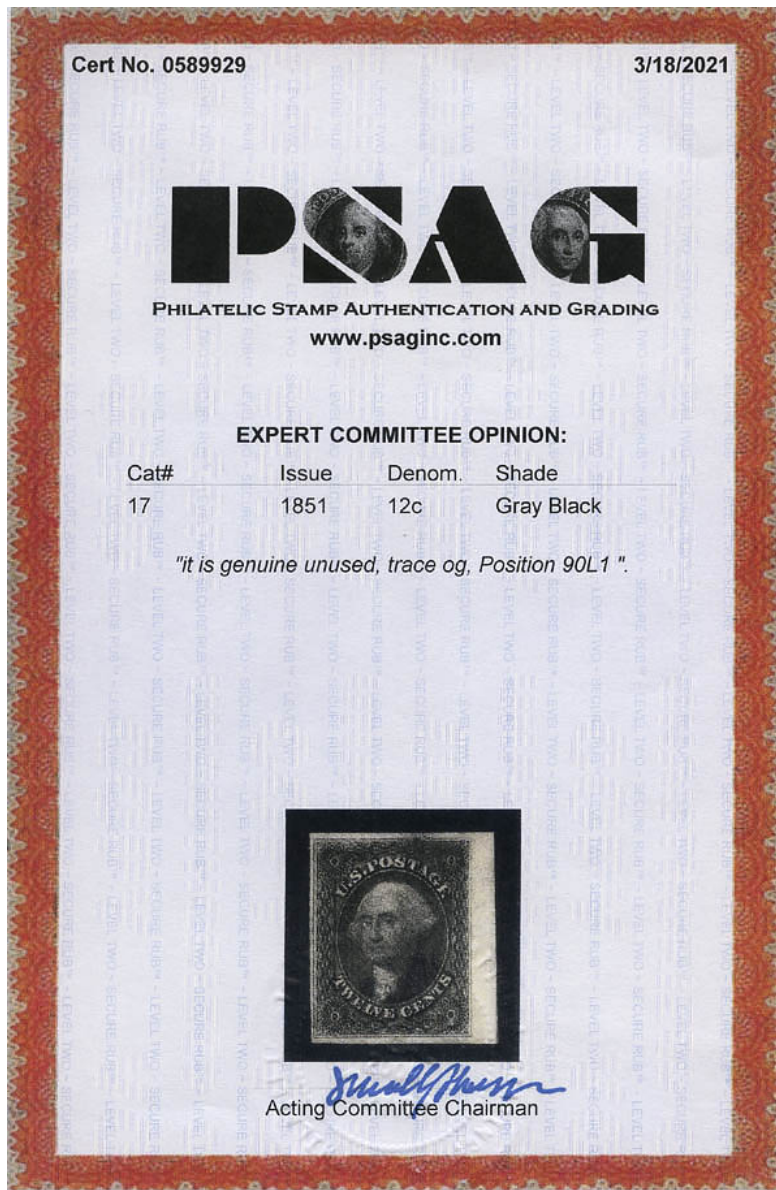 Cert No. 0589929 3/18/2021
PSAG
PHILATELIC STAMP AUTHENTICATION AND GRADING
www.psaginc.com
EXPERT COMMITTEE OPINION:
Cat# Issue Denom. Shade
17 1851 12c Gray Black
"it is genuine unused, trace og, Position 90L1 ".
U.S. POSTAGE
TWELVE CENTS
Acting Committee Chairman